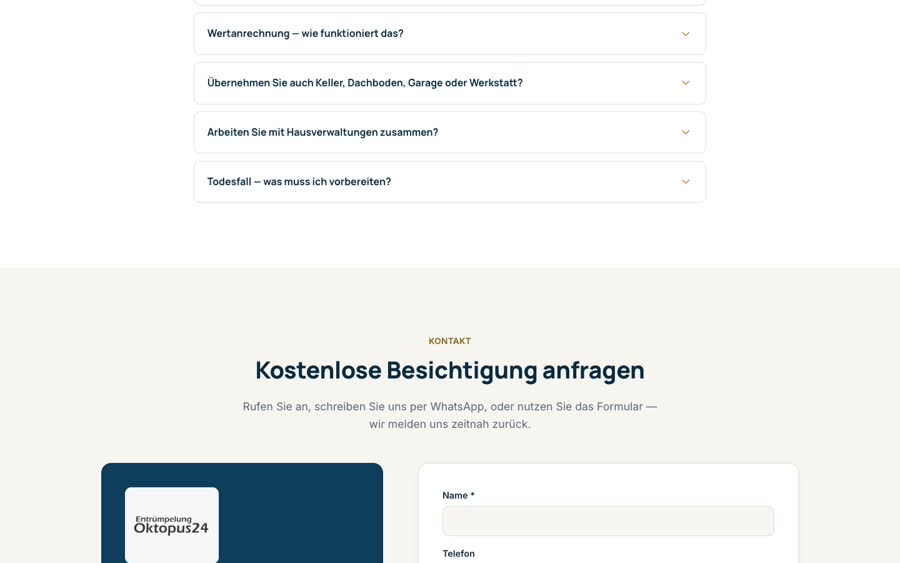 Wertanrechnung — wie funktioniert das?
Übernehmen Sie auch Keller, Dachboden, Garage oder Werkstatt?
Arbeiten Sie mit Hausverwaltungen zusammen?
Todesfall — was muss ich vorbereiten?
KONTAKT
Kostenlose Besichtigung anfragen
Rufen Sie an, schreiben Sie uns per WhatsApp, oder nutzen Sie das Formular —
wir melden uns zeitnah zurück.
Entrümpelung
Oktopus24
Name *
Telefon